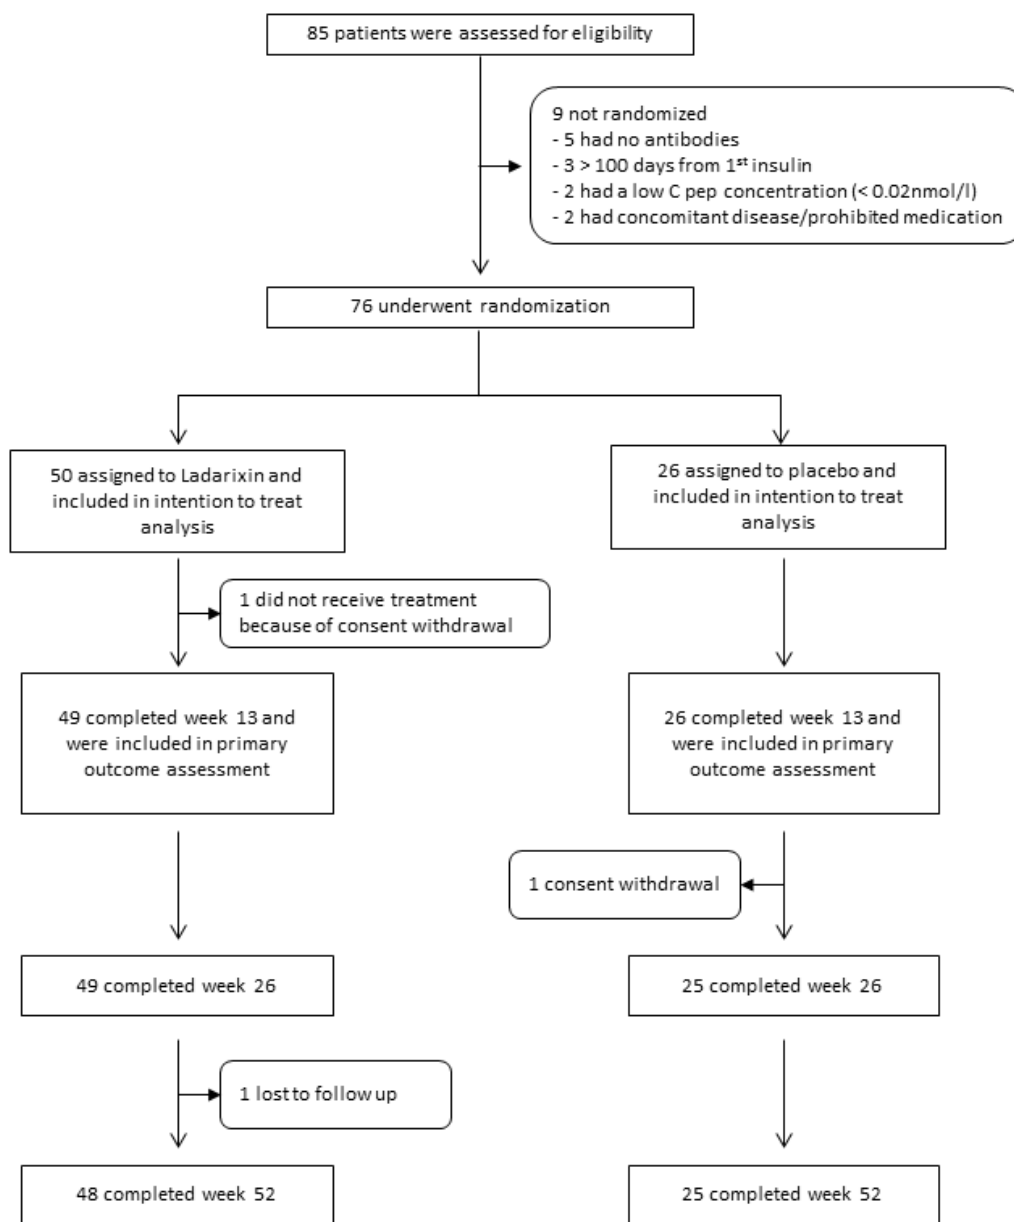 85 patients were assessed for eligibility
9 not randomized
- 5 had no antibodies
- 3 > 100 days from 1st insulin
- 2 had a low C pep concentration (< 0.02nmol/l)
- 2 had concomitant disease/prohibited medication
76 underwent randomization
50 assigned to Ladarixin and
included in intention to treat
analysis
26 assigned to placebo and
included in intention to treat
analysis
1 did not receive treatment
because of consent withdrawal
49 completed week 13 and
were included in primary
outcome assessment
26 completed week 13 and
were included in primary
outcome assessment
1 consent withdrawal
49 completed week 26
25 completed week 26
1 lost to follow up
48 completed week 52
25 completed week 52